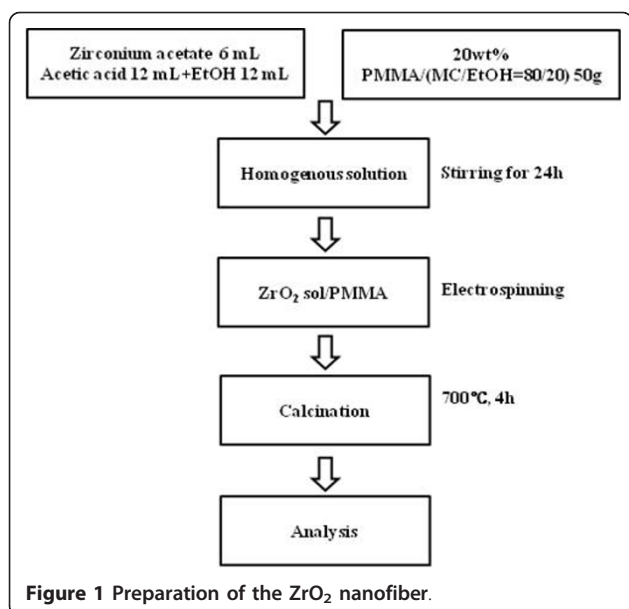 Zirconium acetate 6 mL
Acetic acid 12 mL+EtOH 12 mL
20wt%
PMMA/(MC/EtOH=80/20) 50g
Homogenous solution
Stirring for 24h
ZrO₂ sol/PMMA
Electrospinning
Calcination
700℃, 4h
Analysis
Figure 1 Preparation of the ZrO₂ nanofiber.